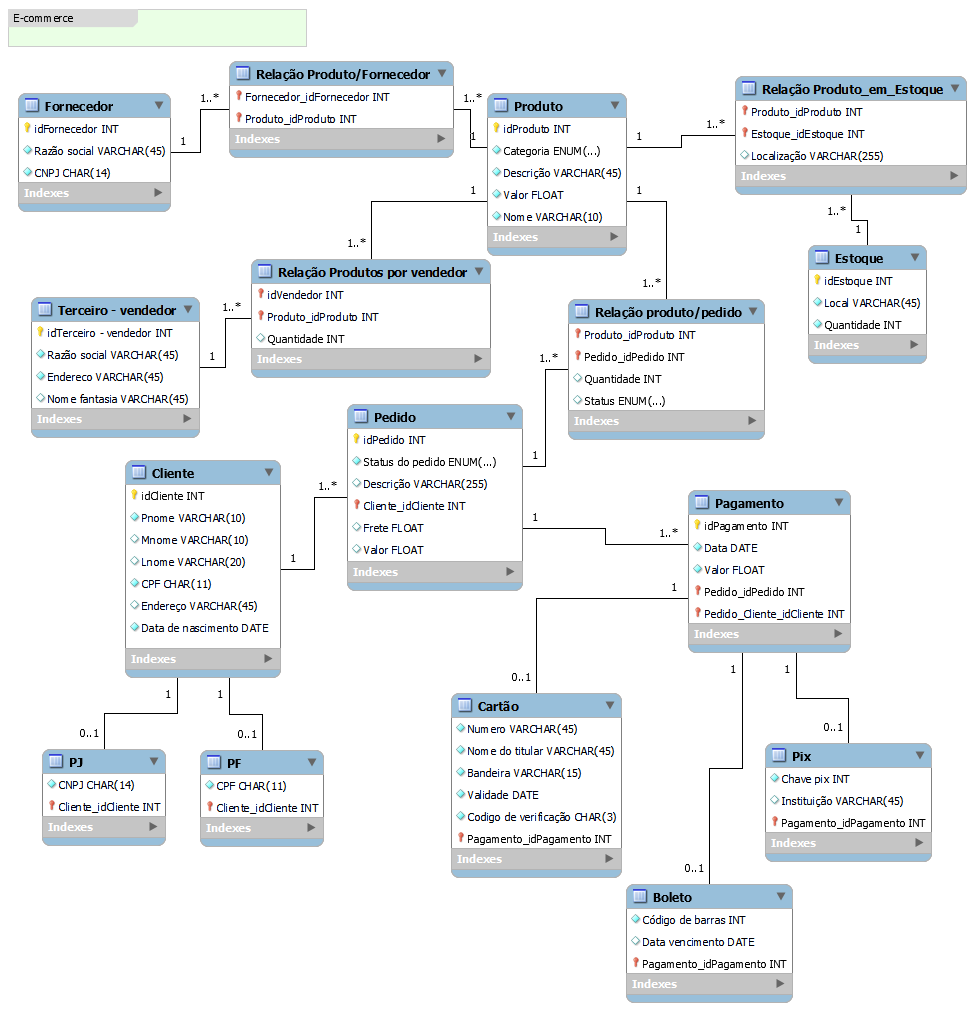 E-commerce
Relação Produto/Fornecedor
Fornecedor_idFornecedor INT
Produto_idProduto INT
Indexes
Fornecedor
idFornecedor INT
Razão social VARCHAR(45)
CNPJ CHAR(14)
Indexes
1
1..*
1..*
1
Produto
idProduto INT
Categoria ENUM(...)
Descrição VARCHAR(45)
Valor FLOAT
Nome VARCHAR(10)
Indexes
1
1..*
Relação Produto_em_Estoque
Produto_idProduto INT
Estoque_idEstoque INT
Localização VARCHAR(255)
Indexes
1..*
1
Estoque
idEstoque INT
Local VARCHAR(45)
Quantidade INT
Indexes
1
1..*
Relação Produtos por vendedor
idVendedor INT
Produto_idProduto INT
Quantidade INT
Indexes
1..*
1
Terceiro - vendedor
idTerceiro - vendedor INT
Razão social VARCHAR(45)
Endereco VARCHAR(45)
Nome fantasia VARCHAR(45)
Indexes
1
1..*
Relação produto/pedido
Produto_idProduto INT
Pedido_idPedido INT
Quantidade INT
Status ENUM(...)
Indexes
1..*
1
Pedido
idPedido INT
Status do pedido ENUM(...)
Descrição VARCHAR(255)
Cliente_idCliente INT
Frete FLOAT
Valor FLOAT
Indexes
1..*
1
Cliente
idCliente INT
Pnome VARCHAR(10)
Mnome VARCHAR(10)
Lnome VARCHAR(20)
CPF CHAR(11)
Endereço VARCHAR(45)
Data de nascimento DATE
Indexes
1
1..*
Pagamento
idPagamento INT
Data DATE
Valor FLOAT
Pedido_idPedido INT
Pedido_Cliente_idCliente INT
Indexes
1
0..1
1
0..1
PJ
CNPJ CHAR(14)
Cliente_idCliente INT
Indexes
PF
CPF CHAR(11)
Cliente_idCliente INT
Indexes
1
0..1
Cartão
Numero VARCHAR(45)
Nome do titular VARCHAR(45)
Bandeira VARCHAR(15)
Validade DATE
Codigo de verificação CHAR(3)
Pagamento_idPagamento INT
Indexes
1
0..1
Pix
Chave pix INT
Instituição VARCHAR(45)
Pagamento_idPagamento INT
Indexes
1
0..1
Boleto
Código de barras INT
Data vencimento DATE
Pagamento_idPagamento INT
Indexes